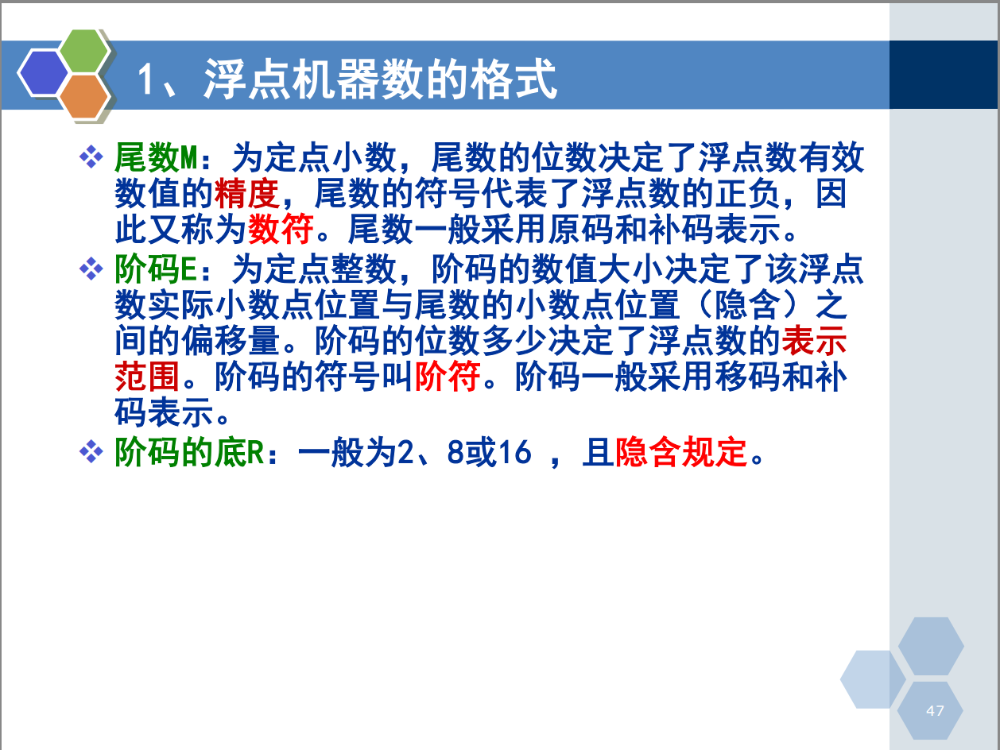 1、浮点机器数的格式
尾数M：为定点小数，尾数的位数决定了浮点数有效
数值的精度，尾数的符号代表了浮点数的正负，因
此又称为数符。尾数一般采用原码和补码表示。
阶码E：为定点整数，阶码的数值大小决定了该浮点
数实际小数点位置与尾数的小数点位置（隐含）之
间的偏移量。阶码的位数多少决定了浮点数的表示
范围。阶码的符号叫阶符。阶码一般采用移码和补
码表示。
阶码的底R：一般为2、8或16 ，且隐含规定。
47